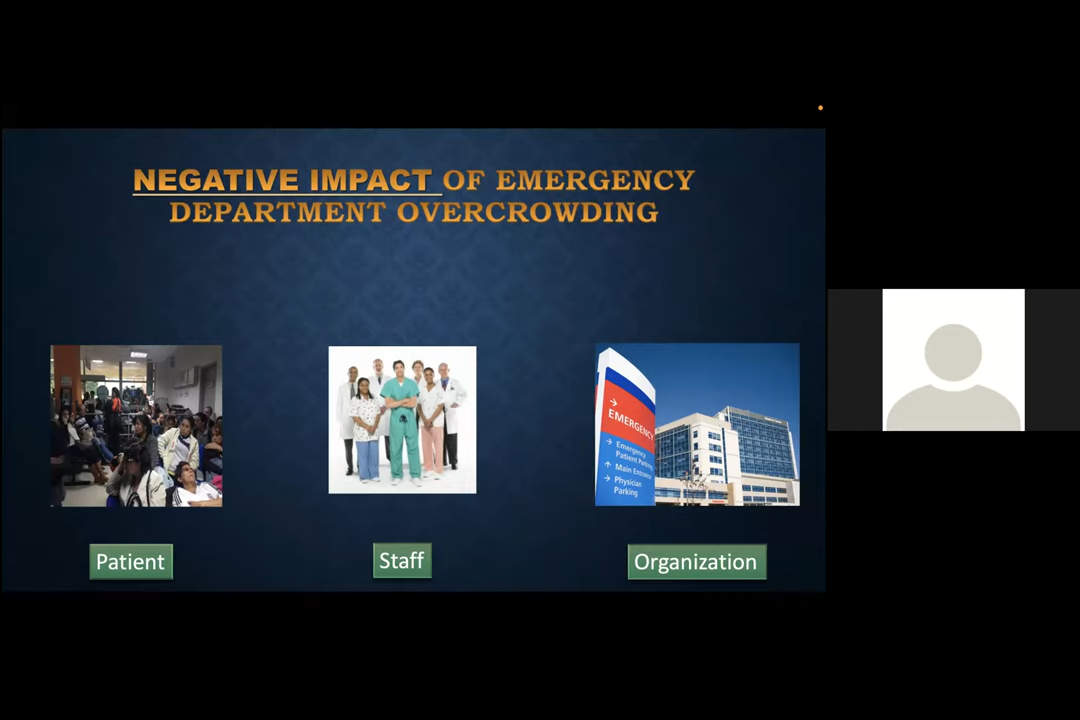 NEGATIVE IMPACT OF EMERGENCY
DEPARTMENT OVERCROWDING
→
EMERGENCY
→ Emergency
Patient Parking
↑ Main Entrance
→ Physician
Parking
Patient
Staff
Organization